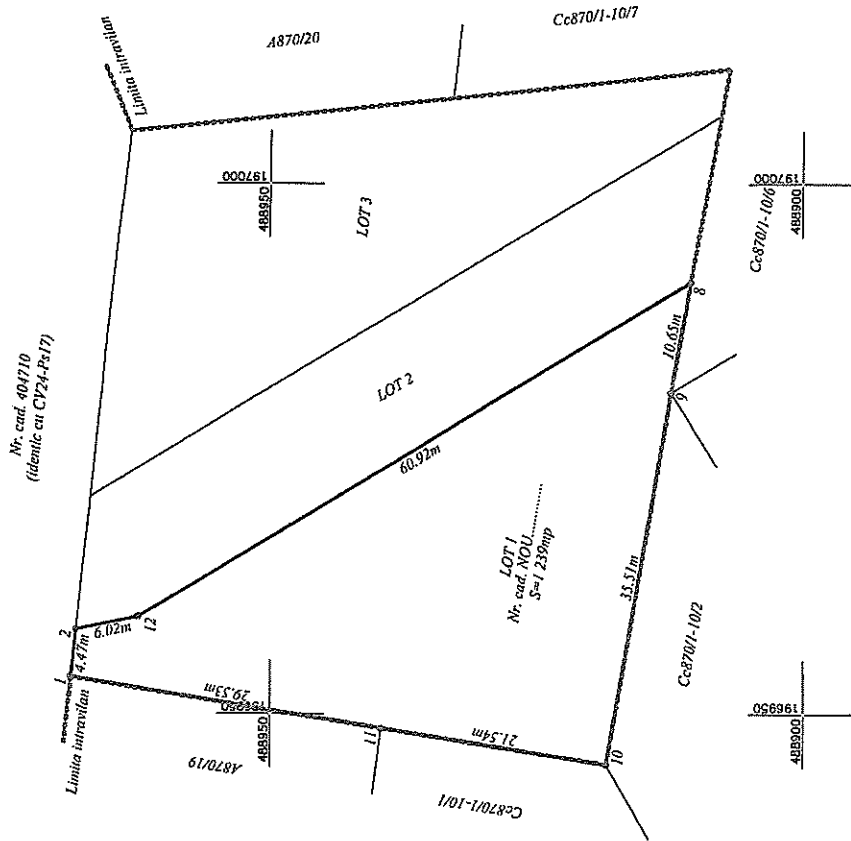 Cc870/1-10/7
A870/20
Limita intravilan
197000
488950
LOT 3
197000
488900
Cc870/1-10/6
Nr. cad. 404710
(identic cu CV24-Ps17)
LOT 2
8
10.65m
9
60.92m
LOT 1
Nr. cad. NOU..........
S=1 239mp
35.51m
Cc870/1-10/2
2
6.02m
12
1
4.47m
Limita intravilan
29.53m
196950
488950
A870/19
11
21.54m
10
Cc870/1-10/1
196950
488900